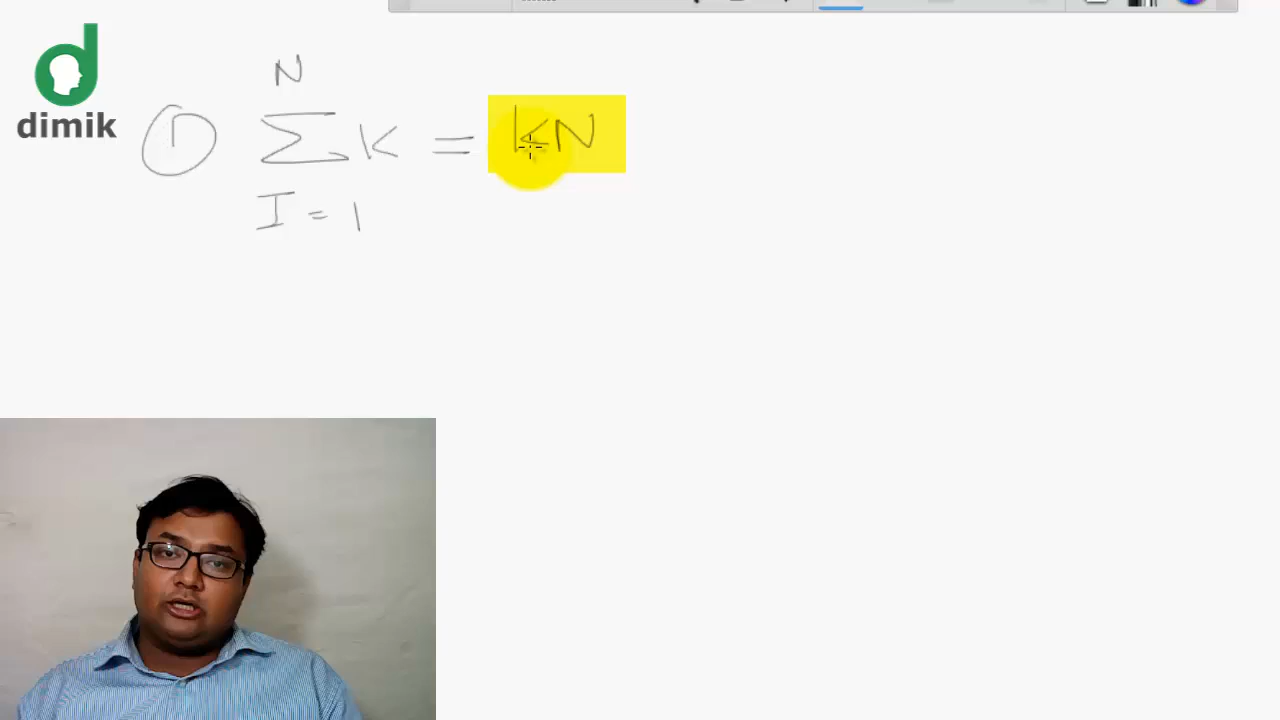 dimik
N
① Σ K = kN
I = 1